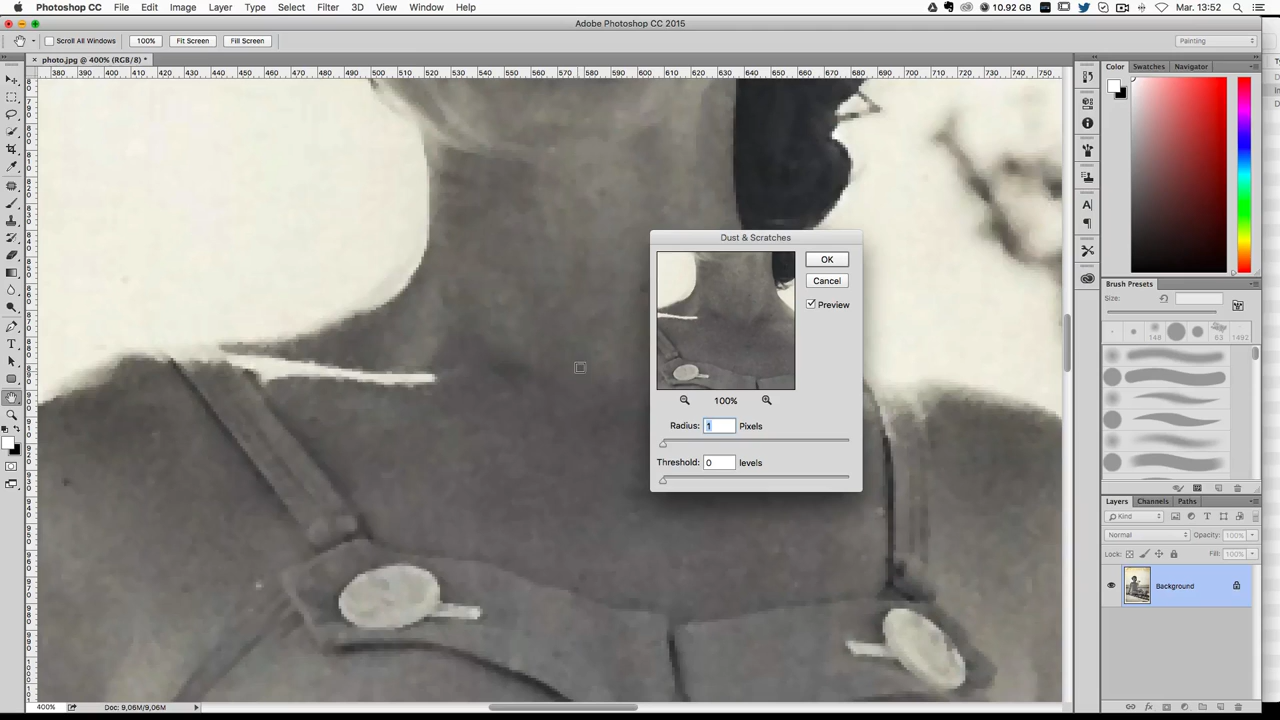 Photoshop CC File Edit Image Layer Type Select Filter 3D View Window Help 10.92 GB Mar. 13:52
Adobe Photoshop CC 2015
Scroll All Windows 100% Fit Screen Fill Screen Painting
photo.jpg @ 400% (RGB/8) *
380 390 400 410 420 430 440 450 460 470 480 490 500 510 520 530 540 550 560 570 580 590 600 610 620 630 640 650 660 670 680 690 700 710 720 730 740 750
Color Swatches Navigator
Dust & Scratches
OK
Cancel
Preview
100%
Radius: 1 Pixels
Threshold: 0 levels
Brush Presets
Size:
148 63 1492
Layers Channels Paths
Kind
Normal Opacity: 100%
Lock: Fill: 100%
Background
400% Doc: 9,06M/9,06M